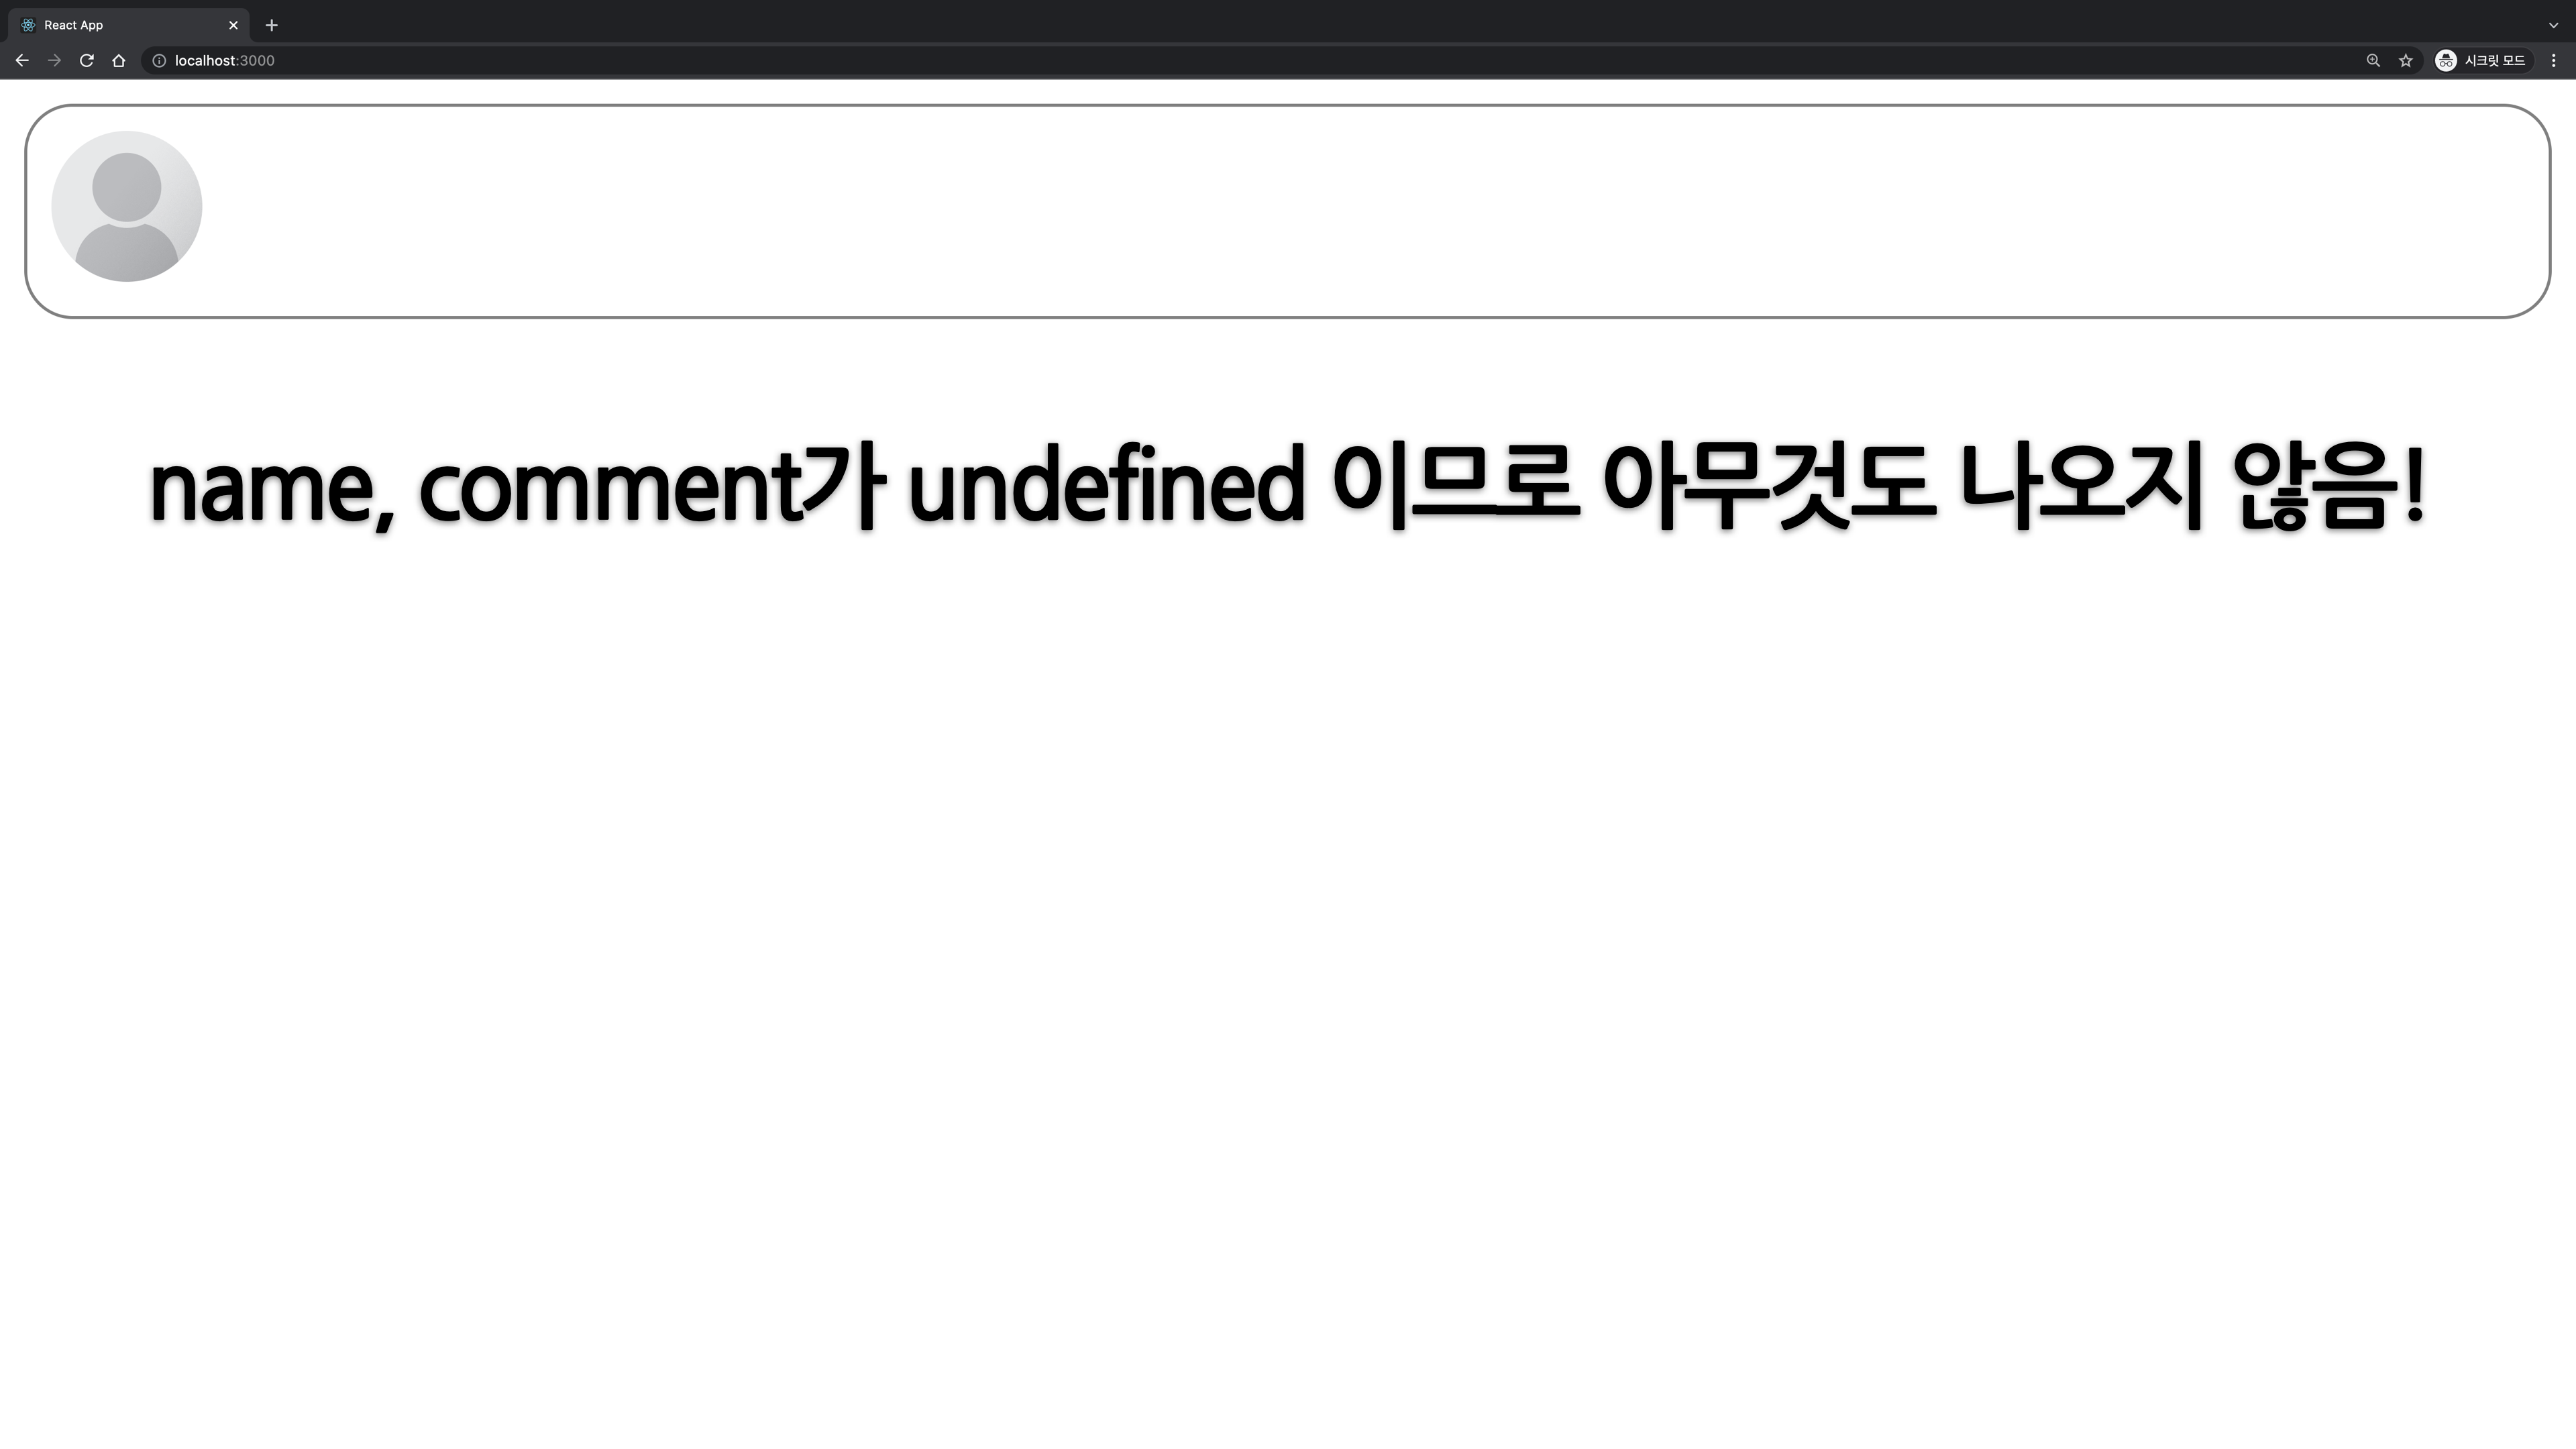 React App
localhost:3000
시크릿 모드
name, comment가 undefined 이므로 아무것도 나오지 않음!